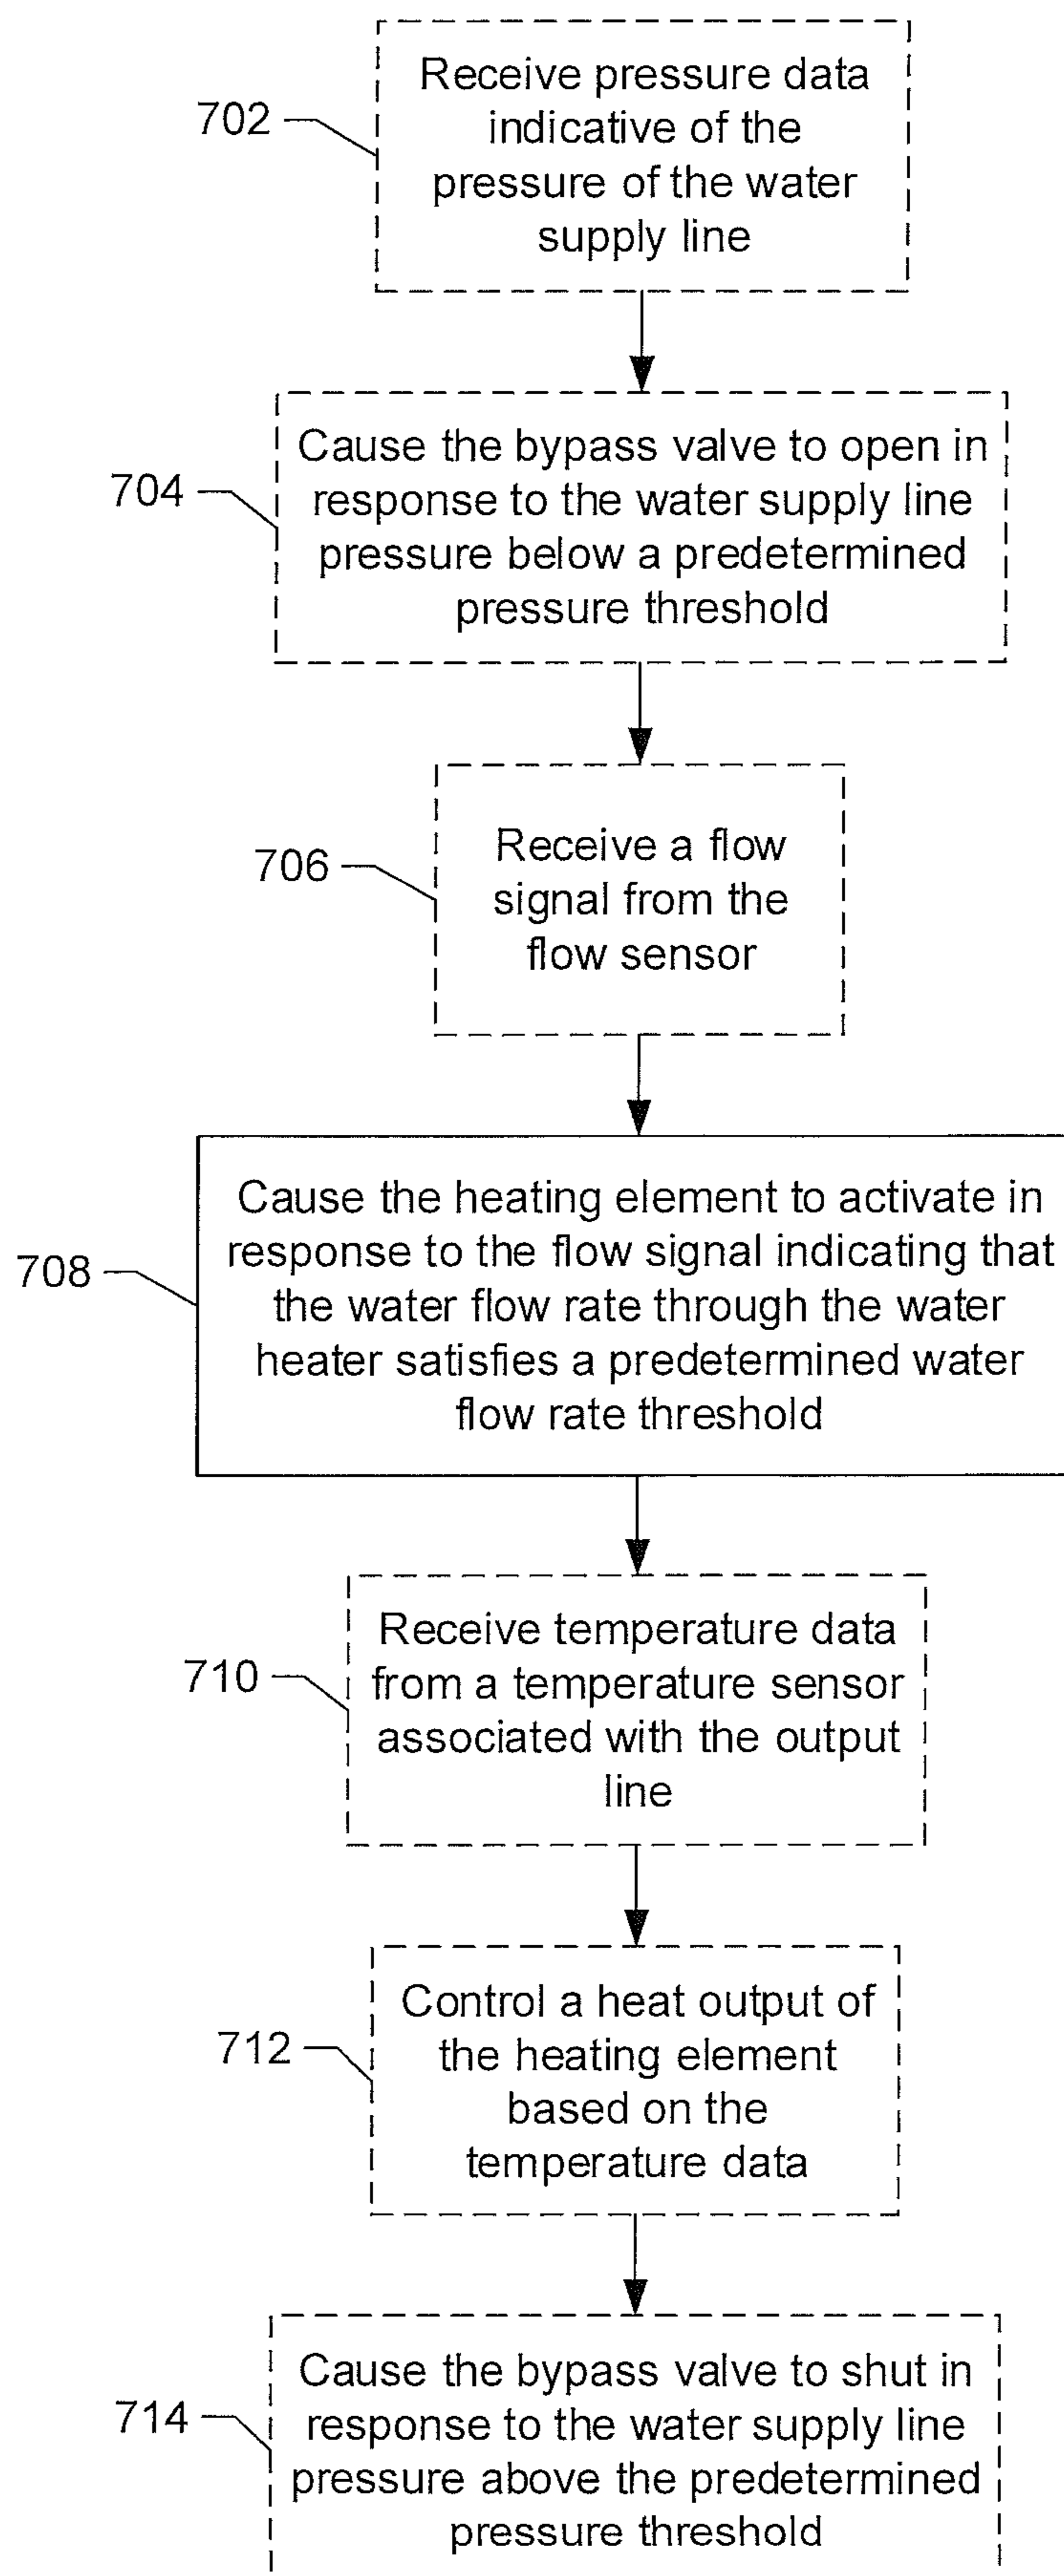 702
Receive pressure data
indicative of the
pressure of the water
supply line
704
Cause the bypass valve to open in
response to the water supply line
pressure below a predetermined
pressure threshold
706
Receive a flow
signal from the
flow sensor
708
Cause the heating element to activate in
response to the flow signal indicating that
the water flow rate through the water
heater satisfies a predetermined water
flow rate threshold
710
Receive temperature data
from a temperature sensor
associated with the output
line
712
Control a heat output of
the heating element
based on the
temperature data
714
Cause the bypass valve to shut in
response to the water supply line
pressure above the predetermined
pressure threshold